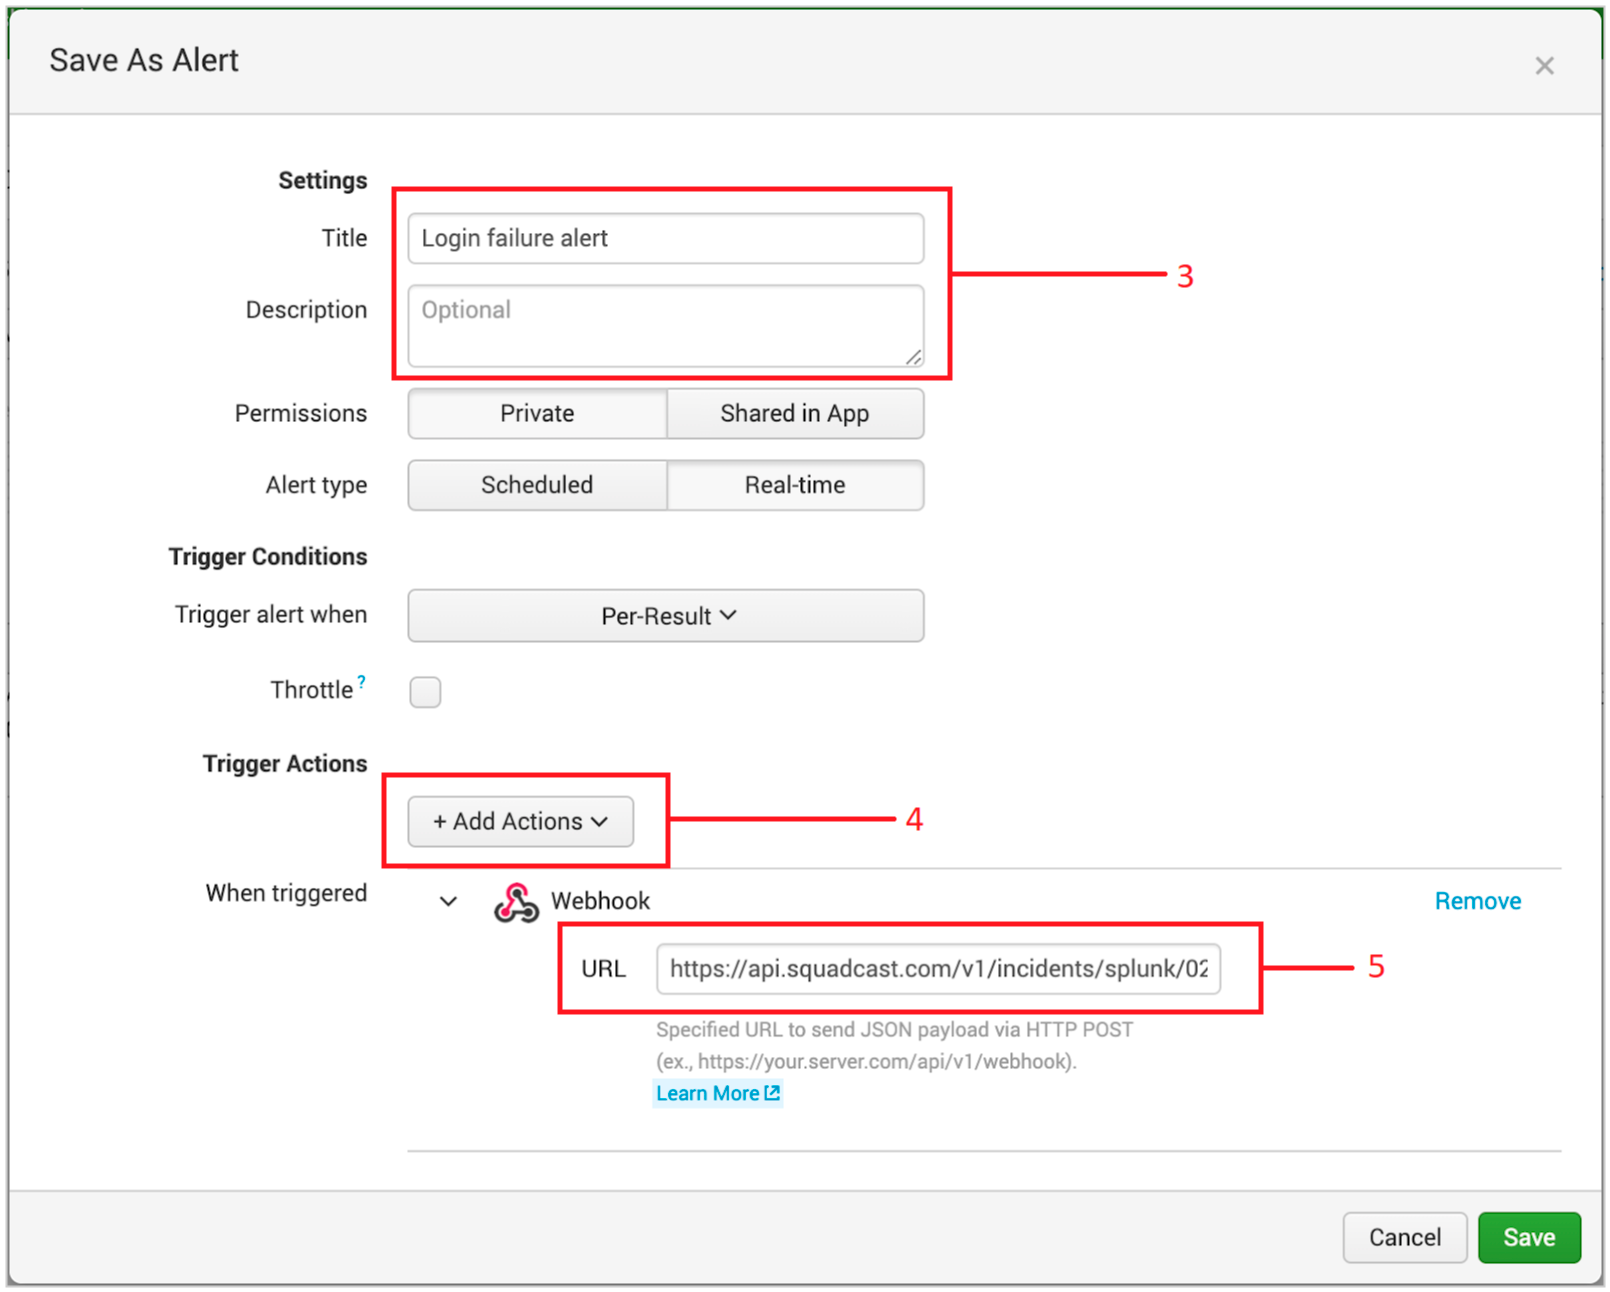 Save As Alert
×
Settings
Title Login failure alert
3
Description Optional
Permissions Private Shared in App
Alert type Scheduled Real-time
Trigger Conditions
Trigger alert when Per-Result
Throttle ?
Trigger Actions
+ Add Actions
4
When triggered Webhook Remove
URL https://api.squadcast.com/v1/incidents/splunk/02
5
Specified URL to send JSON payload via HTTP POST
(ex., https://your.server.com/api/v1/webhook).
Learn More
Cancel Save